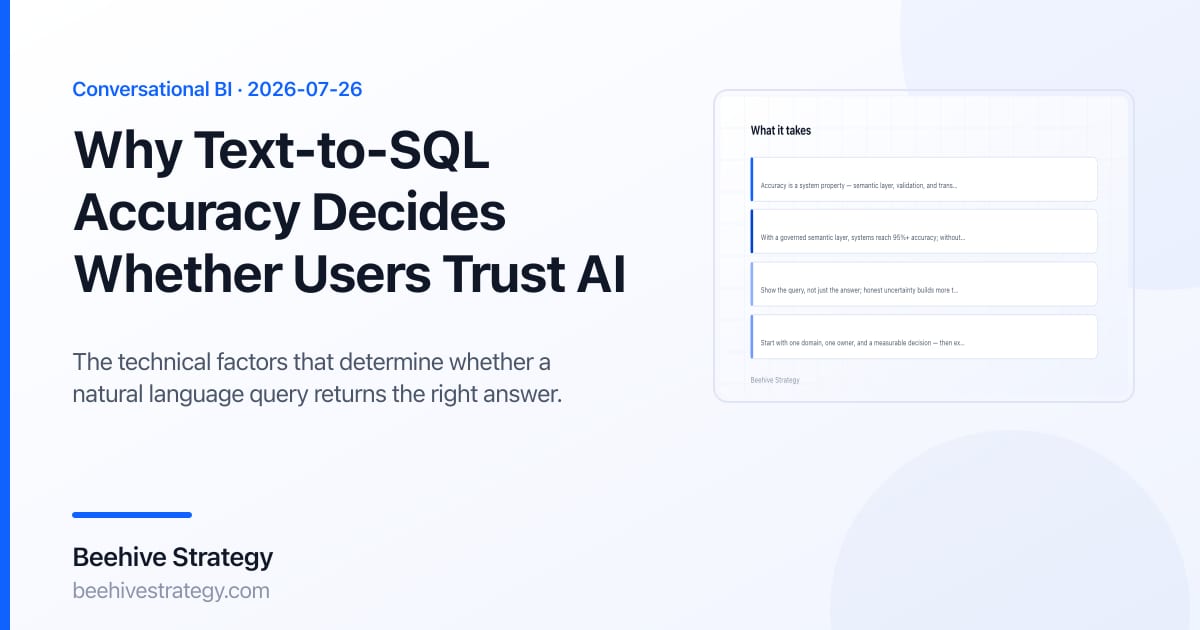 Conversational BI · 2026-07-26
Why Text-to-SQL
Accuracy Decides
Whether Users Trust AI
The technical factors that determine whether a
natural language query returns the right answer.
Beehive Strategy
beehivestrategy.com
What it takes
Accuracy is a system property — semantic layer, validation, and trans...
With a governed semantic layer, systems reach 95%+ accuracy; without...
Show the query, not just the answer; honest uncertainty builds more t...
Start with one domain, one owner, and a measurable decision — then ex...
Beehive Strategy